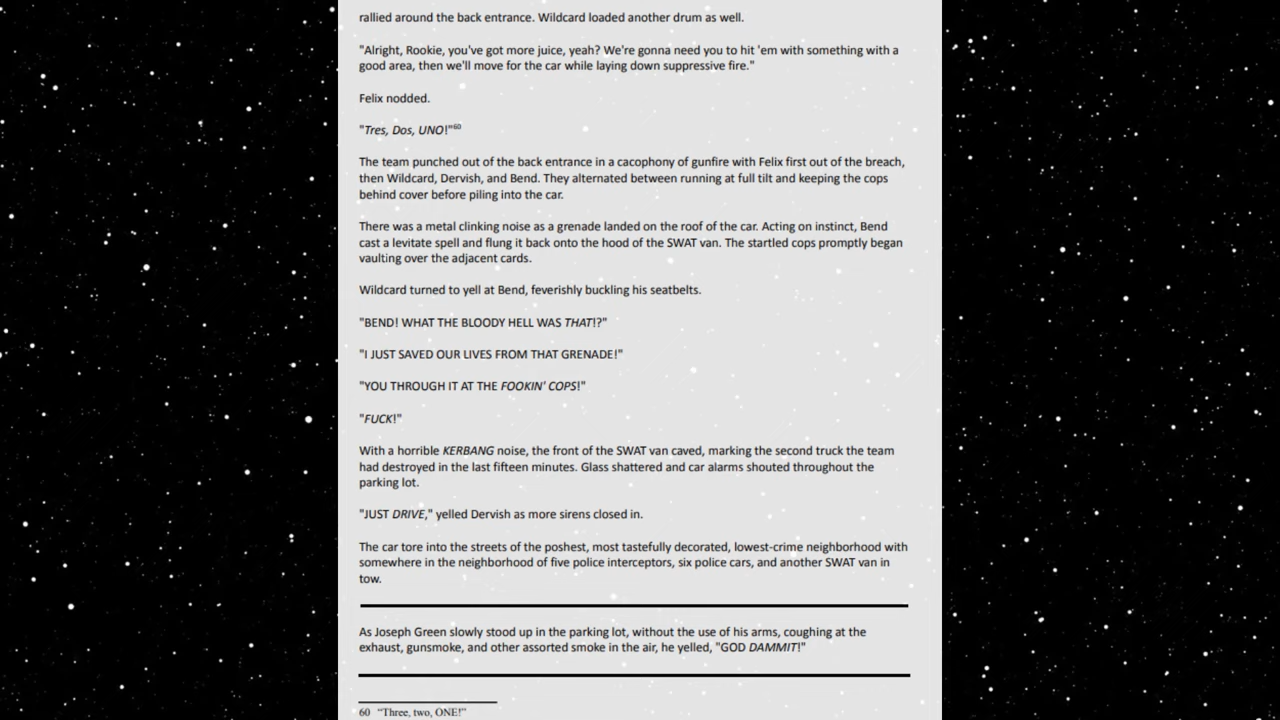 rallied around the back entrance. Wildcard loaded another drum as well.
"Alright, Rookie, you've got more juice, yeah? We're gonna need you to hit 'em with something with a
good area, then we'll move for the car while laying down suppressive fire."
Felix nodded.
"Tres, Dos, UNO!"60
The team punched out of the back entrance in a cacophony of gunfire with Felix first out of the breach,
then Wildcard, Dervish, and Bend. They alternated between running at full tilt and keeping the cops
behind cover before piling into the car.
There was a metal clinking noise as a grenade landed on the roof of the car. Acting on instinct, Bend
cast a levitate spell and flung it back onto the hood of the SWAT van. The startled cops promptly began
vaulting over the adjacent cards.
Wildcard turned to yell at Bend, feverishly buckling his seatbelts.
"BEND! WHAT THE BLOODY HELL WAS THAT!?"
"I JUST SAVED OUR LIVES FROM THAT GRENADE!"
"YOU THROUGH IT AT THE FOOKIN' COPS!"
"FUCK!"
With a horrible KERBANG noise, the front of the SWAT van caved, marking the second truck the team
had destroyed in the last fifteen minutes. Glass shattered and car alarms shouted throughout the
parking lot.
"JUST DRIVE," yelled Dervish as more sirens closed in.
The car tore into the streets of the poshest, most tastefully decorated, lowest-crime neighborhood with
somewhere in the neighborhood of five police interceptors, six police cars, and another SWAT van in
tow.
As Joseph Green slowly stood up in the parking lot, without the use of his arms, coughing at the
exhaust, gunsmoke, and other assorted smoke in the air, he yelled, "GOD DAMMIT!"
60 "Three, two, ONE!"